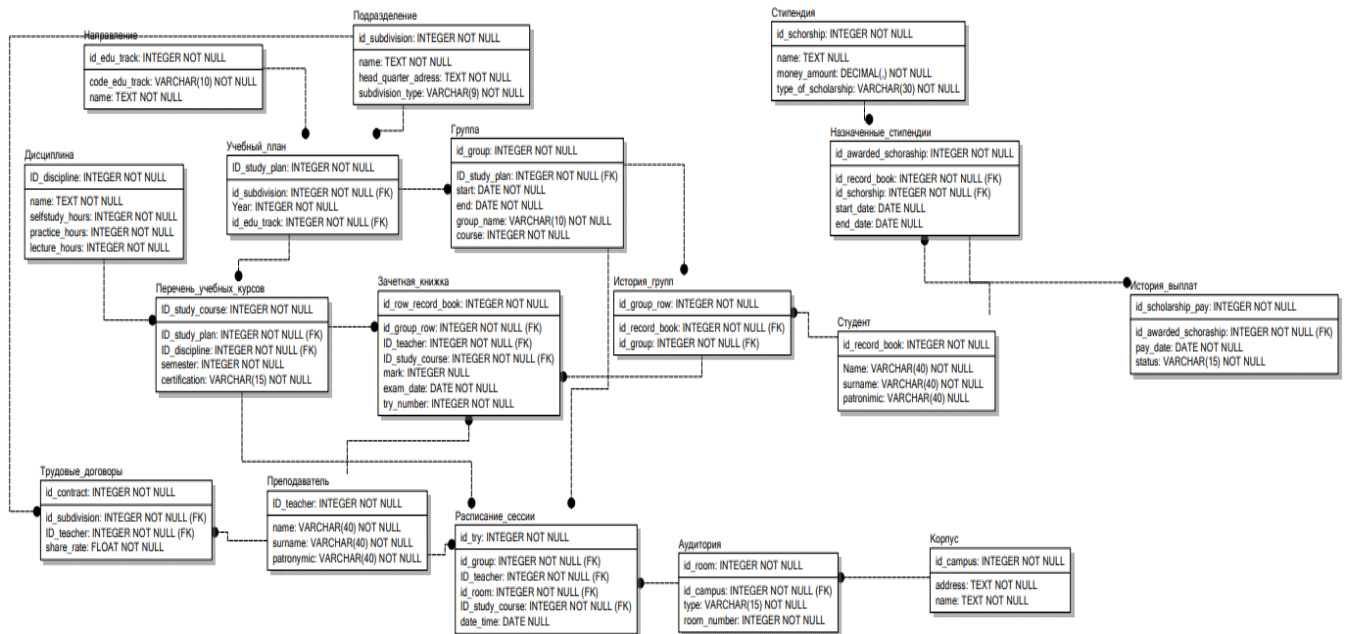 Подразделение
id_subdivision: INTEGER NOT NULL
name: TEXT NOT NULL
head_quarter_adress: TEXT NOT NULL
subdivision_type: VARCHAR(9) NOT NULL
Стипендия
id_schorship: INTEGER NOT NULL
name: TEXT NOT NULL
money_amount: DECIMAL(,) NOT NULL
type_of_scholarship: VARCHAR(30) NOT NULL
Направление
id_edu_track: INTEGER NOT NULL
code_edu_track: VARCHAR(10) NOT NULL
name: TEXT NOT NULL
Дисциплина
ID_discipline: INTEGER NOT NULL
name: TEXT NOT NULL
selfstudy_hours: INTEGER NOT NULL
practice_hours: INTEGER NOT NULL
lecture_hours: INTEGER NOT NULL
Учебный_план
ID_study_plan: INTEGER NOT NULL
id_subdivision: INTEGER NOT NULL (FK)
Year: INTEGER NOT NULL
id_edu_track: INTEGER NOT NULL (FK)
Группа
id_group: INTEGER NOT NULL
ID_study_plan: INTEGER NOT NULL (FK)
start: DATE NOT NULL
end: DATE NOT NULL
group_name: VARCHAR(10) NOT NULL
course: INTEGER NOT NULL
Назначенные_стипендии
id_awarded_schoraship: INTEGER NOT NULL
id_record_book: INTEGER NOT NULL (FK)
id_schorship: INTEGER NOT NULL (FK)
start_date: DATE NULL
end_date: DATE NULL
Перечень_учебных_курсов
ID_study_course: INTEGER NOT NULL
ID_study_plan: INTEGER NOT NULL (FK)
ID_discipline: INTEGER NOT NULL (FK)
semester: INTEGER NOT NULL
certification: VARCHAR(15) NOT NULL
Зачетная_книжка
id_row_record_book: INTEGER NOT NULL
id_group_row: INTEGER NOT NULL (FK)
ID_teacher: INTEGER NOT NULL (FK)
ID_study_course: INTEGER NOT NULL (FK)
mark: INTEGER NULL
exam_date: DATE NOT NULL
try_number: INTEGER NOT NULL
История_групп
id_group_row: INTEGER NOT NULL
id_record_book: INTEGER NOT NULL (FK)
id_group: INTEGER NOT NULL (FK)
Студент
id_record_book: INTEGER NOT NULL
Name: VARCHAR(40) NOT NULL
surname: VARCHAR(40) NOT NULL
patronimic: VARCHAR(40) NULL
История_выплат
id_scholarship_pay: INTEGER NOT NULL
id_awarded_schorаship: INTEGER NOT NULL (FK)
pay_date: DATE NOT NULL
status: VARCHAR(15) NOT NULL
Трудовые_договоры
id_contract: INTEGER NOT NULL
id_subdivision: INTEGER NOT NULL (FK)
ID_teacher: INTEGER NOT NULL (FK)
share_rate: FLOAT NOT NULL
Преподаватель
ID_teacher: INTEGER NOT NULL
name: VARCHAR(40) NOT NULL
surname: VARCHAR(40) NOT NULL
patronymic: VARCHAR(40) NOT NULL
Расписание_сессии
id_try: INTEGER NOT NULL
id_group: INTEGER NOT NULL (FK)
ID_teacher: INTEGER NOT NULL (FK)
id_room: INTEGER NOT NULL (FK)
ID_study_course: INTEGER NOT NULL (FK)
date_time: DATE NULL
Аудитория
id_room: INTEGER NOT NULL
id_campus: INTEGER NOT NULL (FK)
type: VARCHAR(15) NOT NULL
room_number: INTEGER NOT NULL
Корпус
id_campus: INTEGER NOT NULL
address: TEXT NOT NULL
name: TEXT NOT NULL